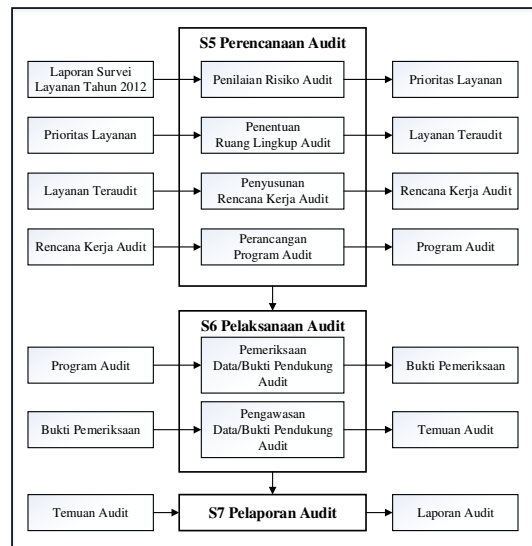 S5 Perencanaan Audit
Laporan Survei
Layanan Tahun 2012
Penilaian Risiko Audit
Prioritas Layanan
Prioritas Layanan
Penentuan
Ruang Lingkup Audit
Layanan Teraudit
Layanan Teraudit
Penyusunan
Rencana Kerja Audit
Rencana Kerja Audit
Rencana Kerja Audit
Perancangan
Program Audit
Program Audit
S6 Pelaksanaan Audit
Program Audit
Pemeriksaan
Data/Bukti Pendukung
Audit
Bukti Pemeriksaan
Bukti Pemeriksaan
Pengawasan
Data/Bukti Pendukung
Audit
Temuan Audit
Temuan Audit
S7 Pelaporan Audit
Laporan Audit